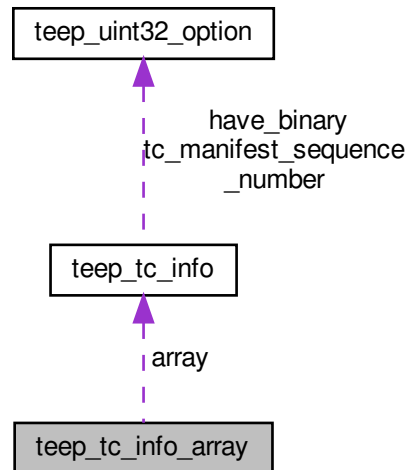 teep_uint32_option
have_binary
tc_manifest_sequence
_number
teep_tc_info
array
teep_tc_info_array